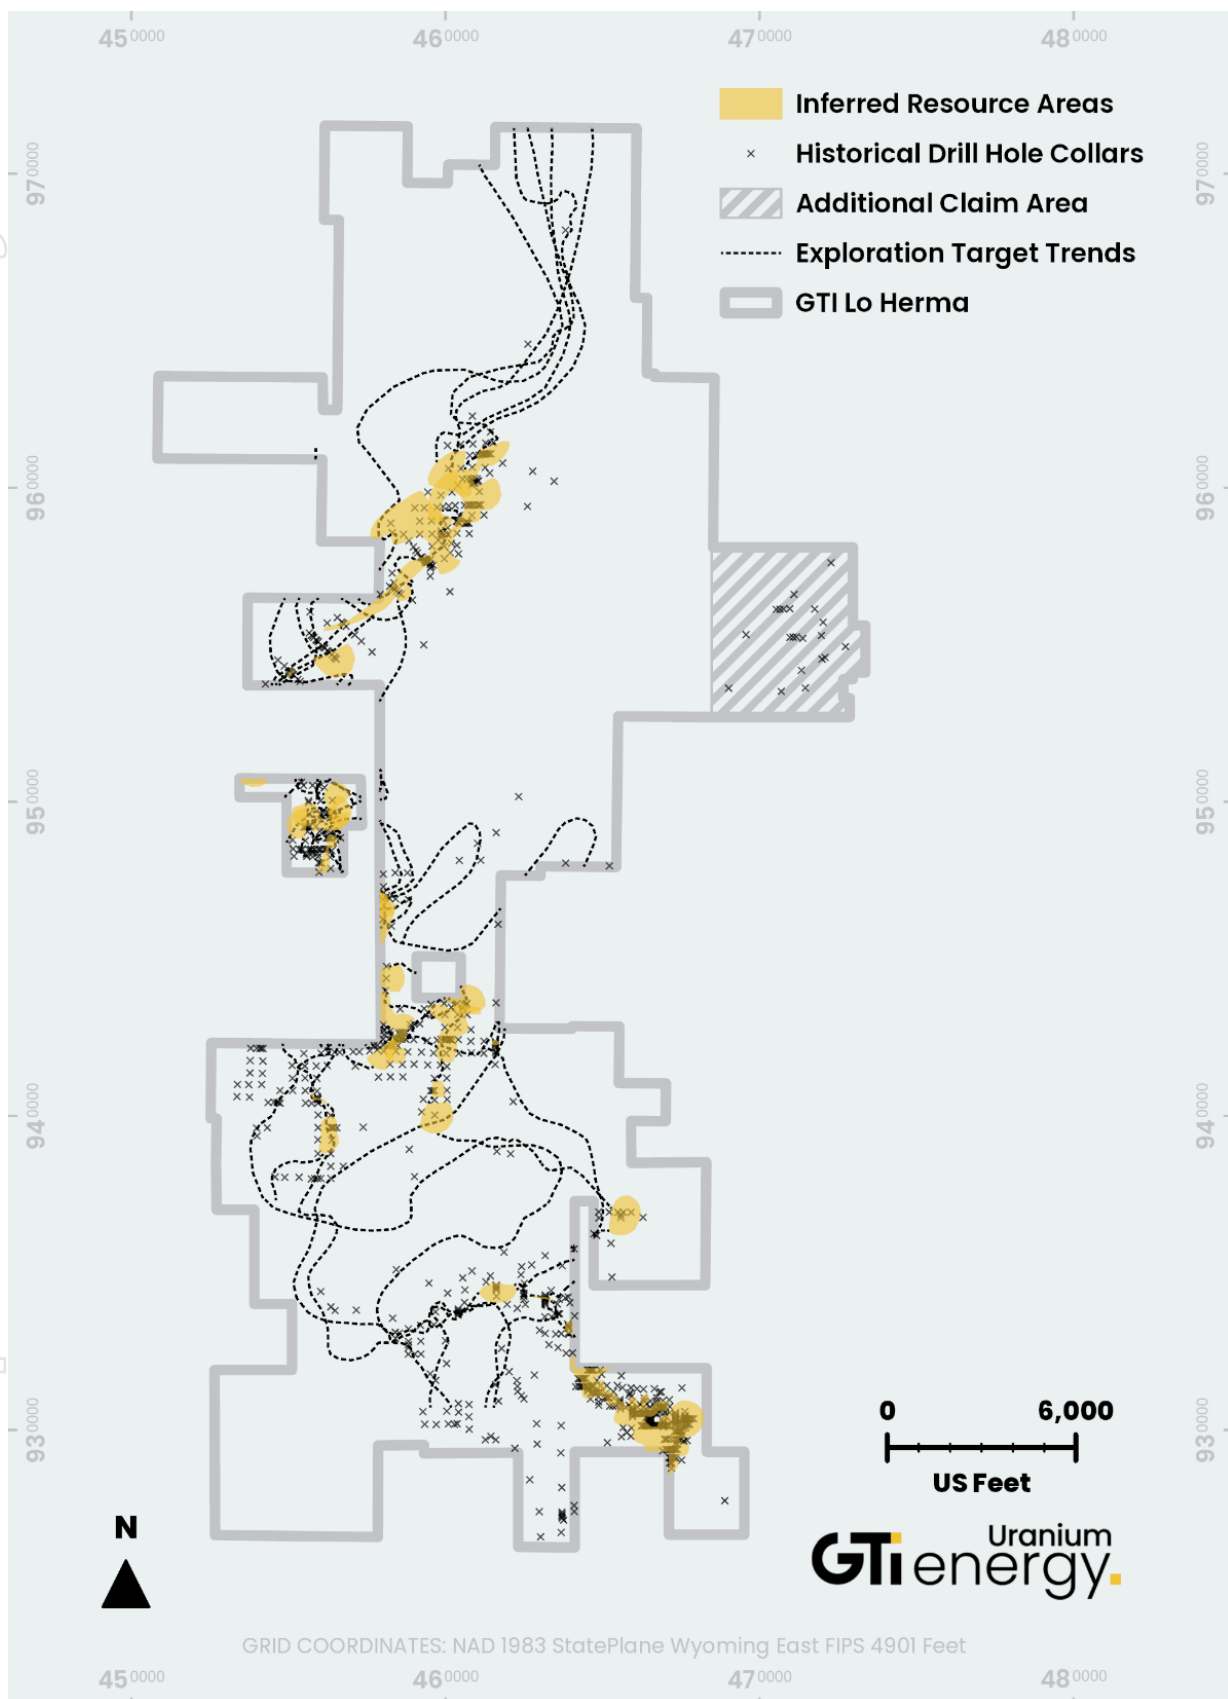 450000 460000 470000 480000
Inferred Resource Areas
Historical Drill Hole Collars
Additional Claim Area
Exploration Target Trends
GTI Lo Herma
970000 970000
960000 960000
950000 950000
940000 940000
930000 930000
0 6,000
US Feet
N
GTi energy.
Uranium
GRID COORDINATES: NAD 1983 StatePlane Wyoming East FIPS 4901 Feet
450000 460000 470000 480000